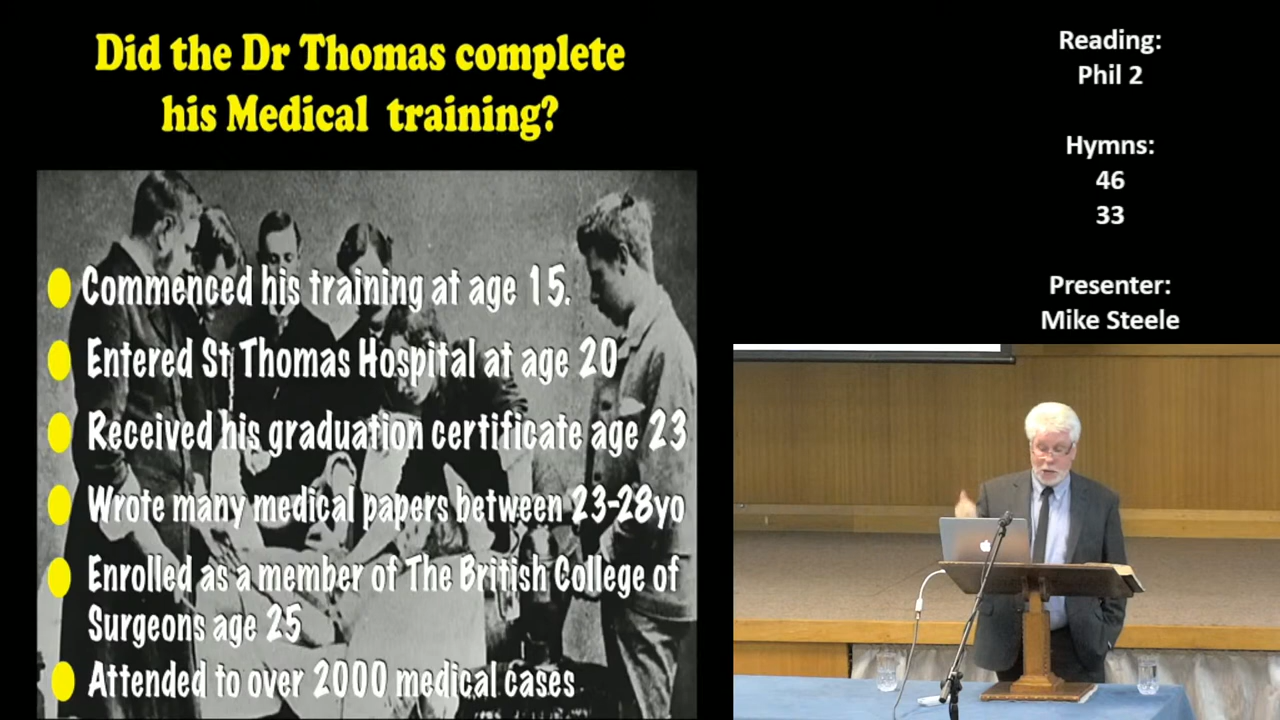 Did the Dr Thomas complete
his Medical training?
Commenced his training at age 15.
Entered St Thomas Hospital at age 20
Received his graduation certificate age 23
Wrote many medical papers between 23-28yo
Enrolled as a member of The British College of
Surgeons age 25
Attended to over 2000 medical cases
Reading:
Phil 2
Hymns:
46
33
Presenter:
Mike Steele